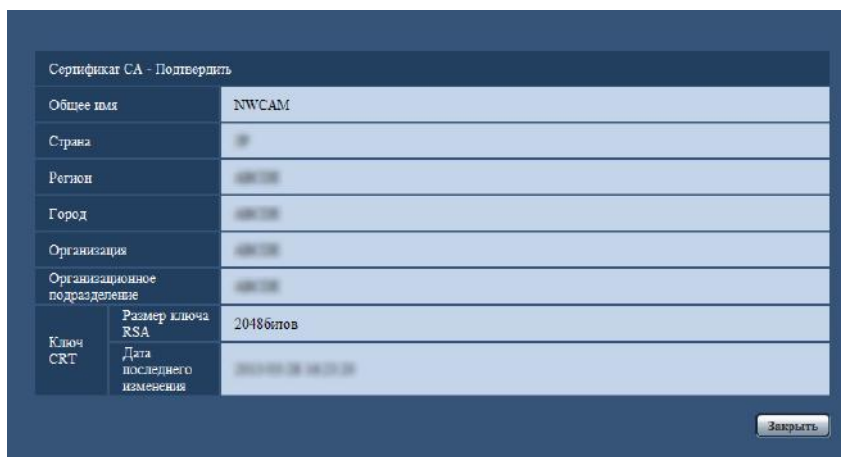 Сертификат СА - Подтвердить
Общее имя
NWCAM
Страна
Регион
Город
Организация
Организационное
подразделение
Ключ
CRT
Размер ключа
RSA
2048битов
Дата
последнего
изменения
Закрыть